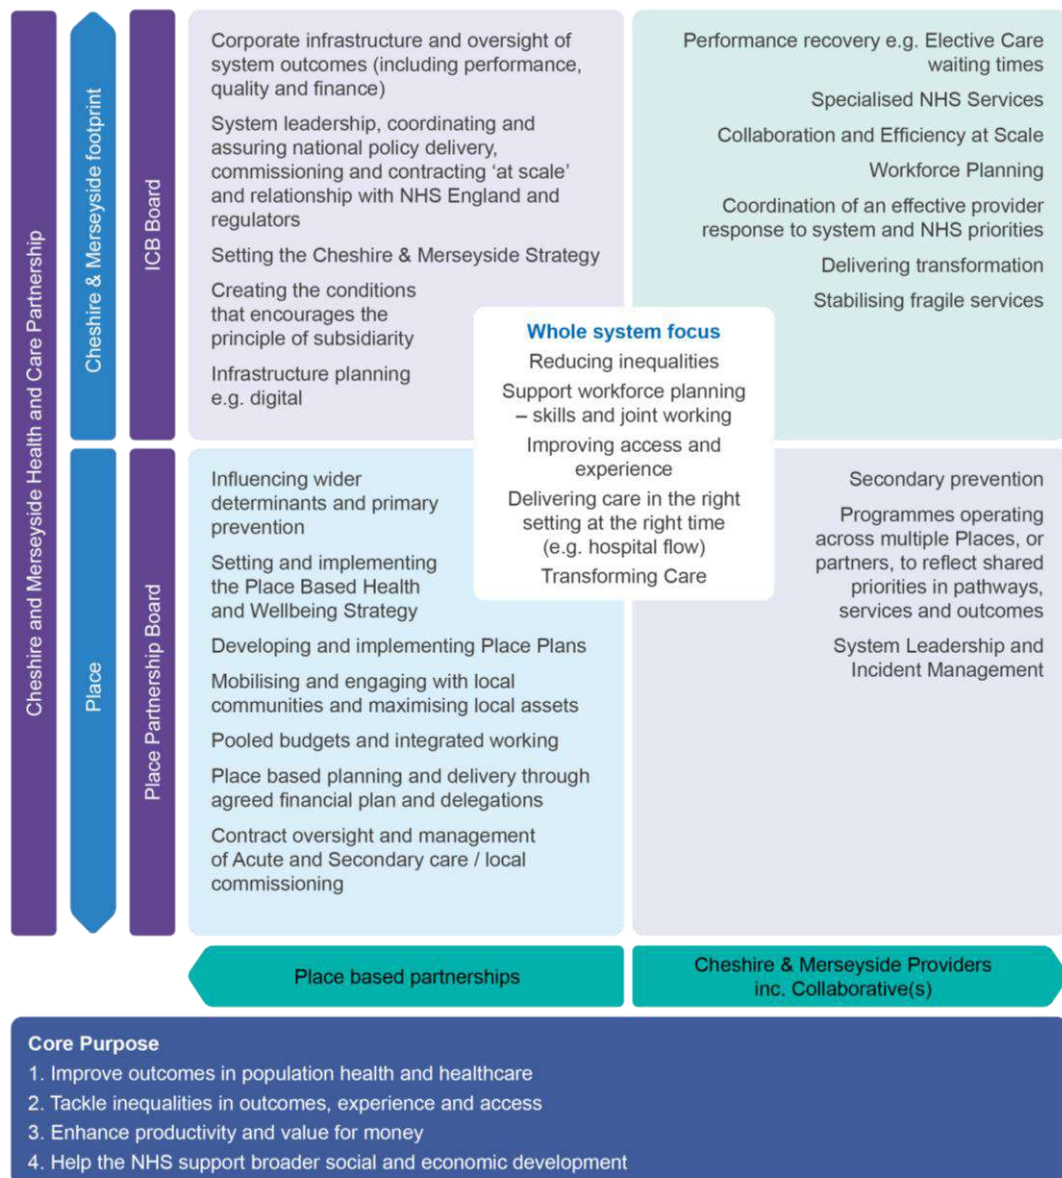 Cheshire and Merseyside Health and Care Partnership
Cheshire & Merseyside footprint
ICB Board
Corporate infrastructure and oversight of
system outcomes (including performance,
quality and finance)
System leadership, coordinating and
assuring national policy delivery,
commissioning and contracting ‘at scale’
and relationship with NHS England and
regulators
Setting the Cheshire & Merseyside Strategy
Creating the conditions
that encourages the
principle of subsidiarity
Infrastructure planning
e.g. digital
Performance recovery e.g. Elective Care
waiting times
Specialised NHS Services
Collaboration and Efficiency at Scale
Workforce Planning
Coordination of an effective provider
response to system and NHS priorities
Delivering transformation
Stabilising fragile services
Whole system focus
Reducing inequalities
Support workforce planning
– skills and joint working
Improving access and
experience
Delivering care in the right
setting at the right time
(e.g. hospital flow)
Transforming Care
Place
Place Partnership Board
Influencing wider
determinants and primary
prevention
Setting and implementing
the Place Based Health
and Wellbeing Strategy
Developing and implementing Place Plans
Mobilising and engaging with local
communities and maximising local assets
Pooled budgets and integrated working
Place based planning and delivery through
agreed financial plan and delegations
Contract oversight and management
of Acute and Secondary care / local
commissioning
Secondary prevention
Programmes operating
across multiple Places, or
partners, to reflect shared
priorities in pathways,
services and outcomes
System Leadership and
Incident Management
Place based partnerships
Cheshire & Merseyside Providers
inc. Collaborative(s)
Core Purpose
1. Improve outcomes in population health and healthcare
2. Tackle inequalities in outcomes, experience and access
3. Enhance productivity and value for money
4. Help the NHS support broader social and economic development